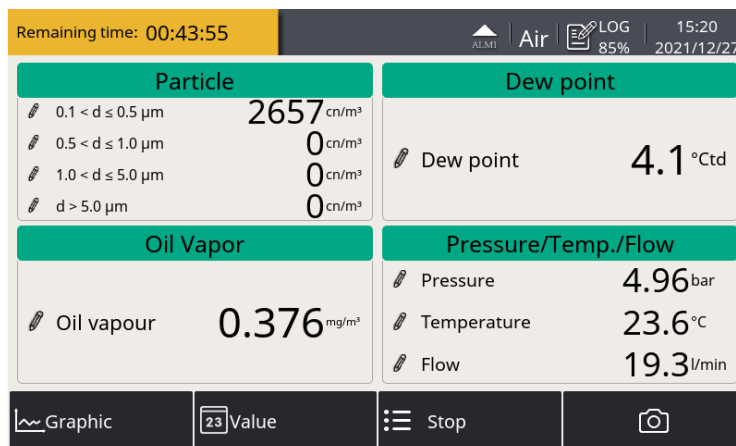 Remaining time: 00:43:55
ALMI
Air
LOG
85%
15:20
2021/12/27
Particle
0.1 < d ≤ 0.5 µm 2657 cn/m³
0.5 < d ≤ 1.0 µm 0 cn/m³
1.0 < d ≤ 5.0 µm 0 cn/m³
d > 5.0 µm 0 cn/m³
Dew point
Dew point 4.1 °Ctd
Oil Vapor
Oil vapour 0.376 mg/m³
Pressure/Temp./Flow
Pressure 4.96 bar
Temperature 23.6 °C
Flow 19.3 l/min
Graphic
23 Value
Stop